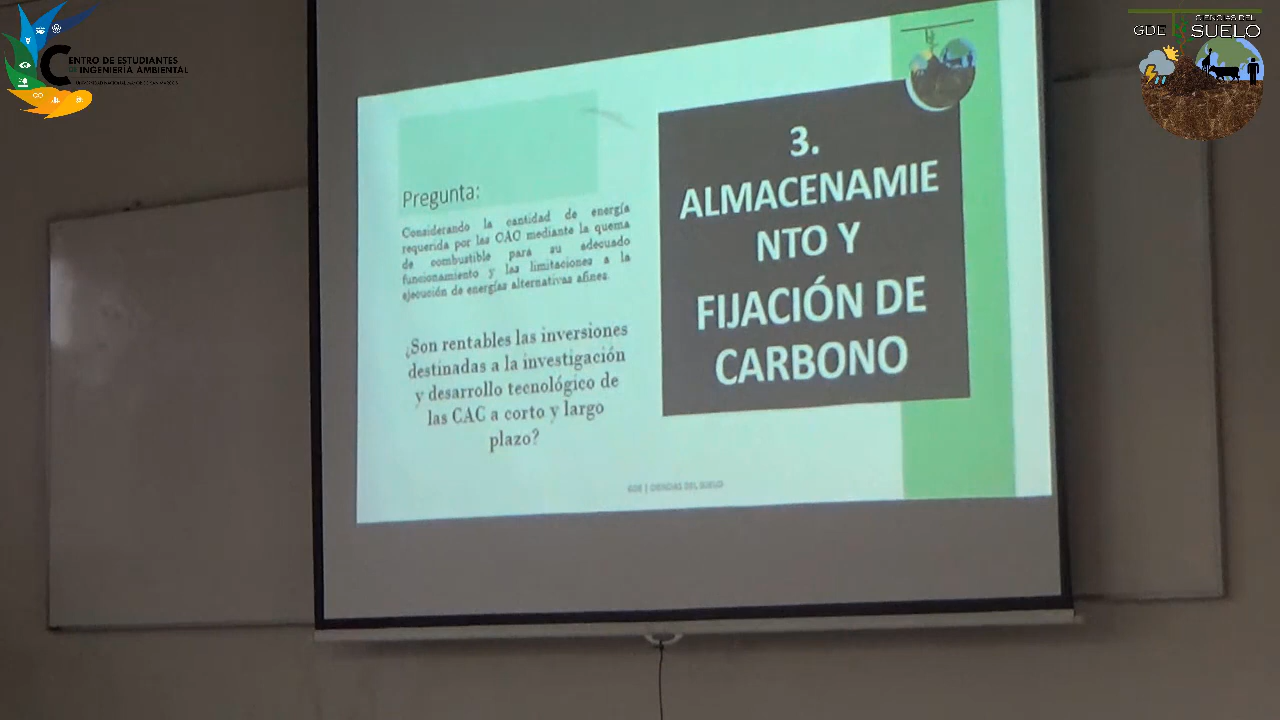 CENTRO DE ESTUDIANTES
DE INGENIERÍA AMBIENTAL
GDE
CIENCIAS DEL
SUELO
Pregunta:
Considerando la cantidad de energía
requerida por las CAC mediante la quema
de combustible para su adecuado
funcionamiento y las limitaciones a la
ejecución de energías alternativas afines.
¿Son rentables las inversiones
destinadas a la investigación
y desarrollo tecnológico de
las CAC a corto y largo
plazo?
3.
ALMACENAMIE
NTO Y
FIJACIÓN DE
CARBONO
GDE | CIENCIAS DEL SUELO